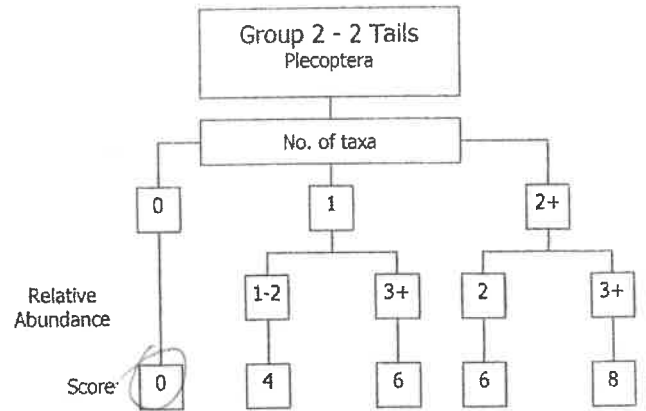 Group 2 - 2 Tails
Plecoptera
No. of taxa
0 1 2+
Relative
Abundance
1-2 3+ 2 3+
Score
0 4 6 6 8